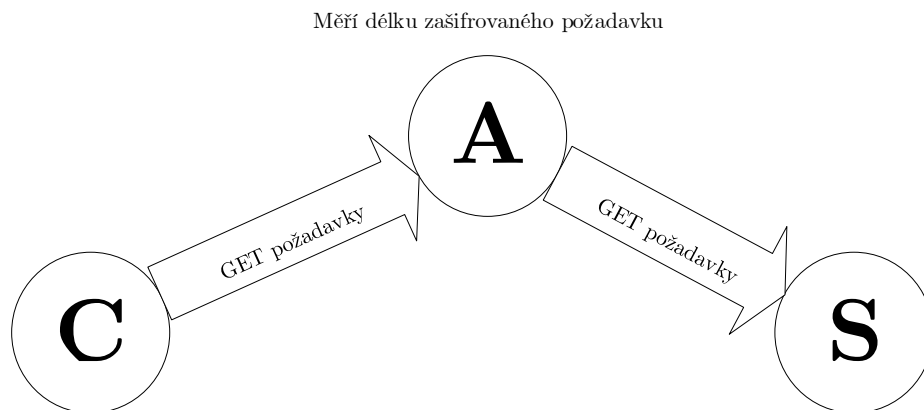 Měří délku zašifrovaného požadavku
A
GET požadavky
GET požadavky
C
S